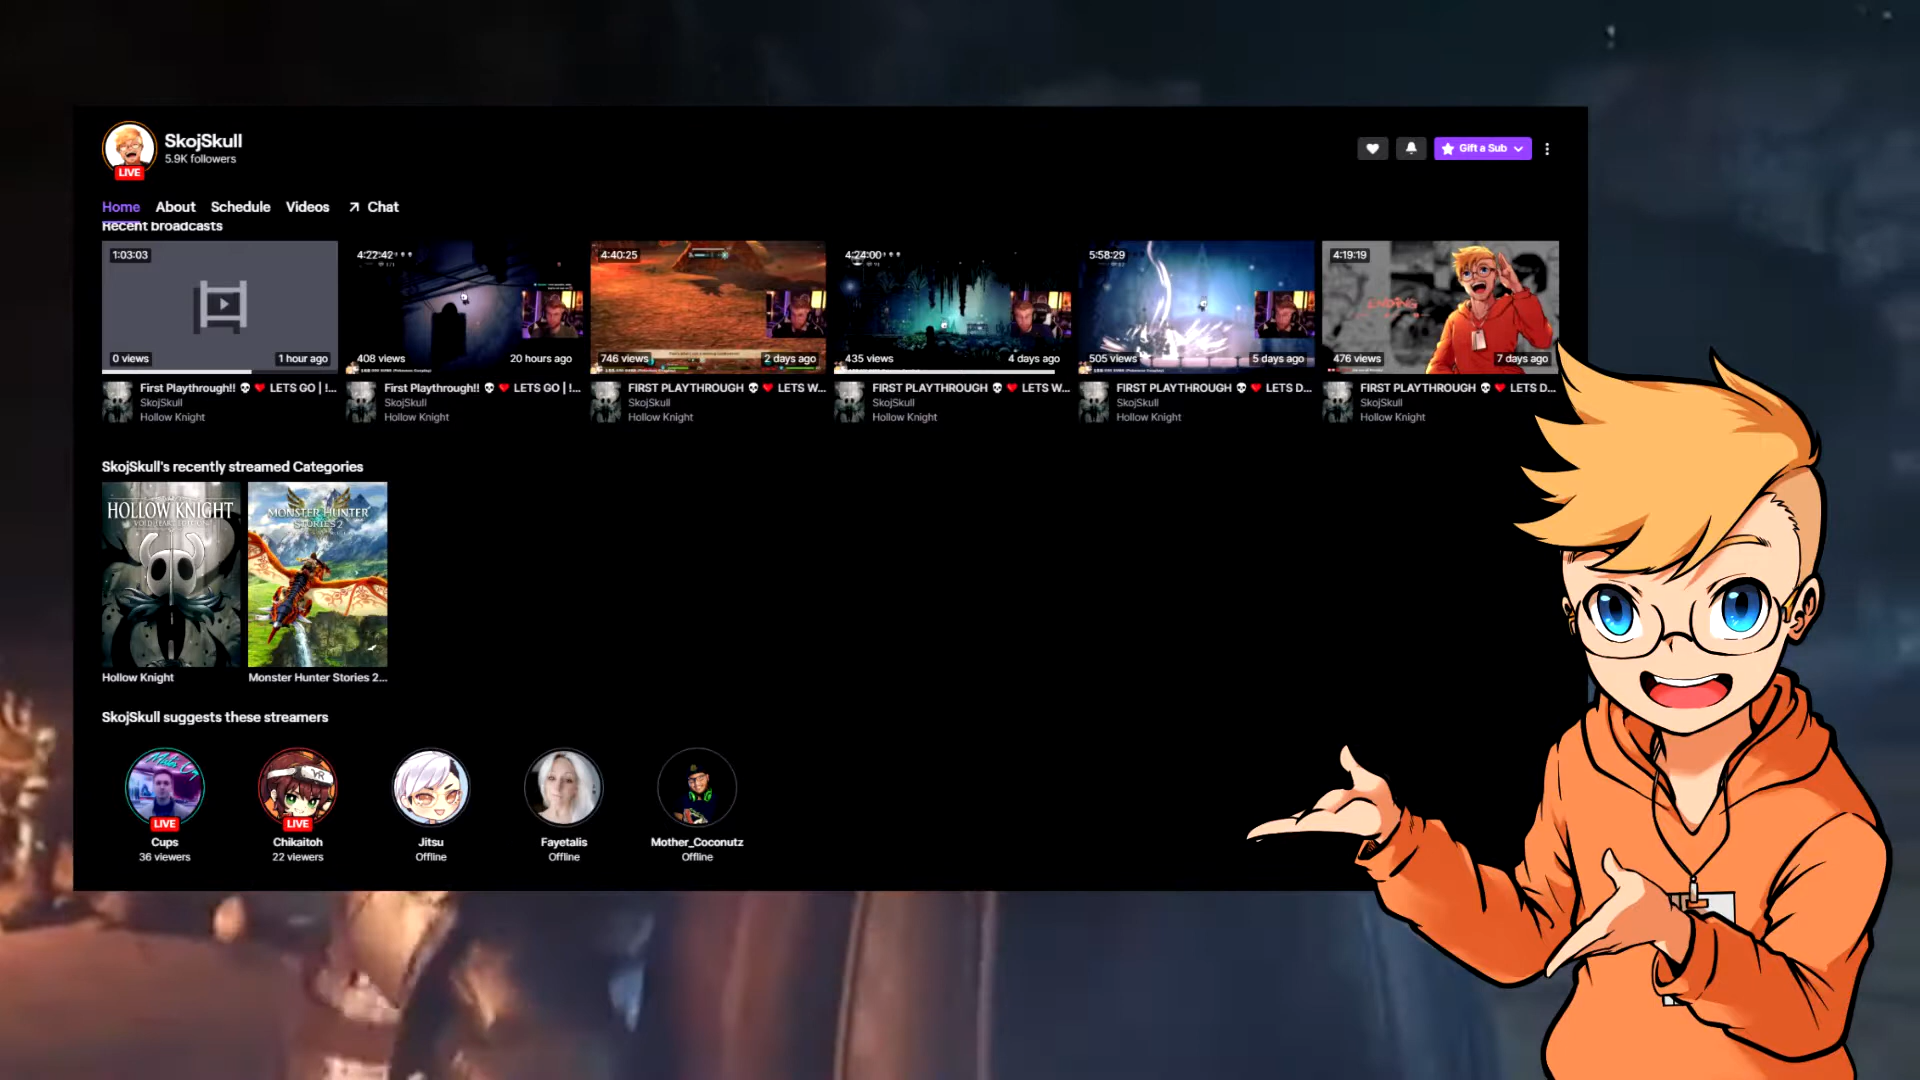 SkojSkull
5.9K followers
LIVE
Gift a Sub
Home About Schedule Videos Chat
Recent broadcasts
1:03:03
4:22:42
4:40:25
4:24:00
5:58:29
4:19:19
ENDING
0 views 1 hour ago
408 views 20 hours ago
746 views 2 days ago
435 views 4 days ago
505 views 5 days ago
476 views 7 days ago
First Playthrough!! 💀 ❤️ LETS GO | !...
SkojSkull
Hollow Knight
First Playthrough!! 💀 ❤️ LETS GO | !...
SkojSkull
Hollow Knight
FIRST PLAYTHROUGH 💀 ❤️ LETS W...
SkojSkull
Hollow Knight
FIRST PLAYTHROUGH 💀 ❤️ LETS W...
SkojSkull
Hollow Knight
FIRST PLAYTHROUGH 💀 ❤️ LETS D...
SkojSkull
Hollow Knight
FIRST PLAYTHROUGH 💀 ❤️ LETS D...
SkojSkull
Hollow Knight
SkojSkull's recently streamed Categories
HOLLOW KNIGHT
VOIDHEART EDITION
MONSTER HUNTER
STORIES 2
Hollow Knight
Monster Hunter Stories 2...
SkojSkull suggests these streamers
VR
LIVE
Cups
36 viewers
LIVE
Chikaitoh
22 viewers
Jitsu
Offline
Fayetalis
Offline
Mother_Coconutz
Offline